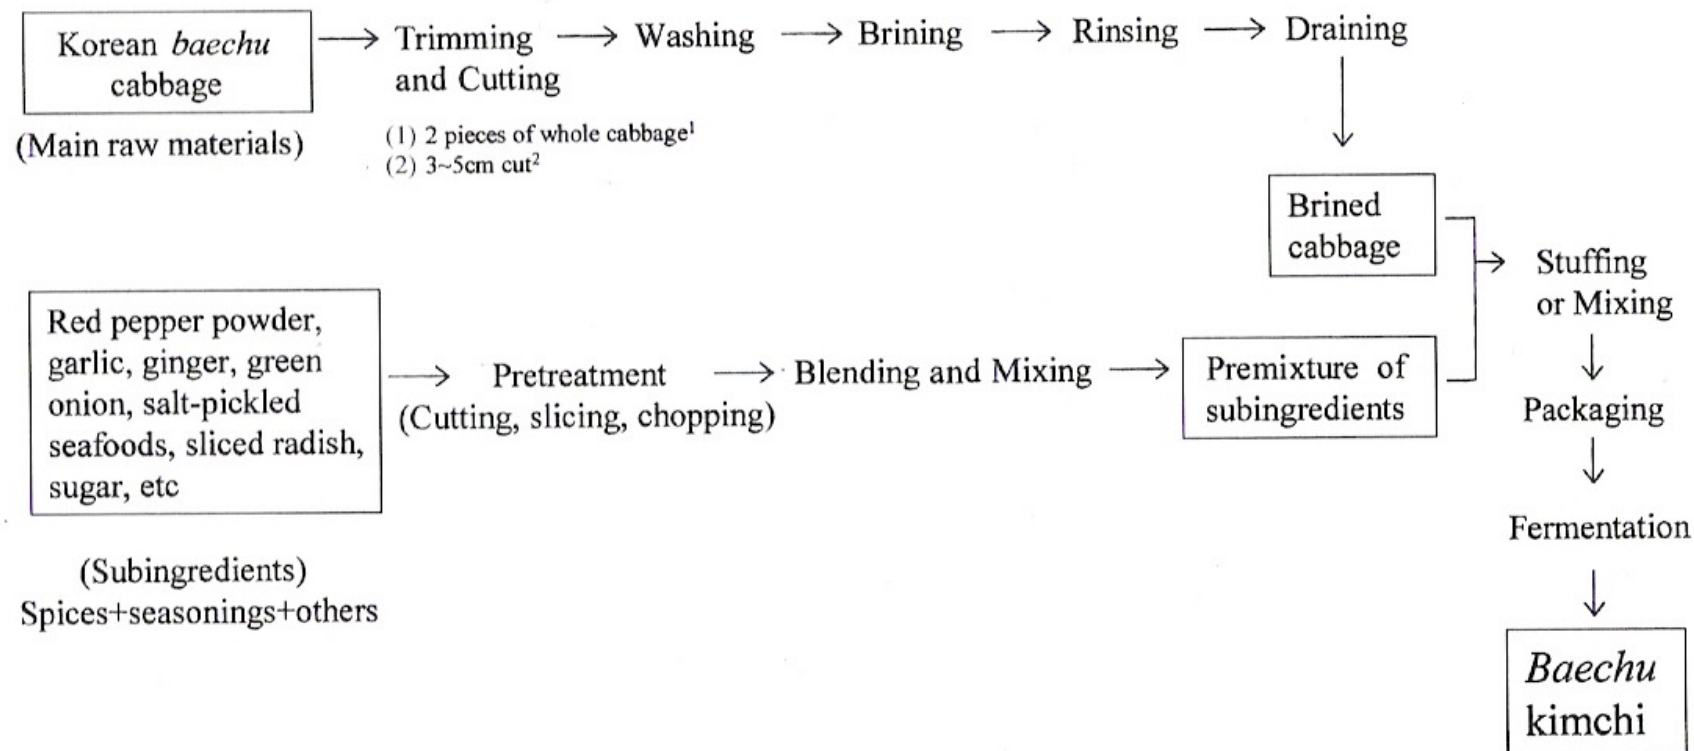 Korean baechu
cabbage
(Main raw materials)
Trimming
and Cutting
(1) 2 pieces of whole cabbage¹
(2) 3~5cm cut²
Washing
Brining
Rinsing
Draining
Brined
cabbage
Red pepper powder,
garlic, ginger, green
onion, salt-pickled
seafoods, sliced radish,
sugar, etc
(Subingredients)
Spices+seasonings+others
Pretreatment
(Cutting, slicing, chopping)
Blending and Mixing
Premixture of
subingredients
Stuffing
or Mixing
Packaging
Fermentation
Baechu
kimchi